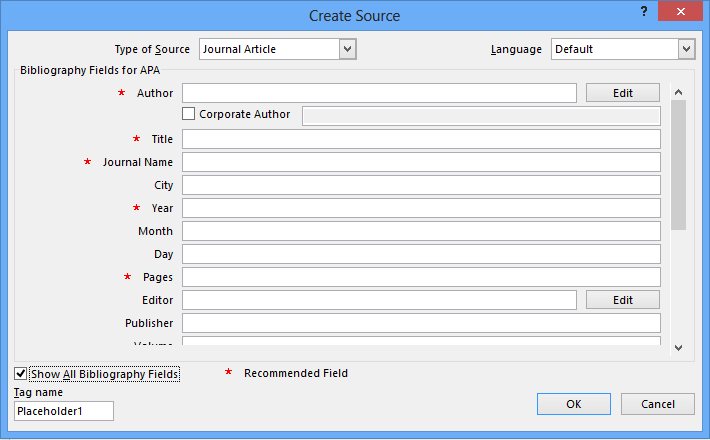 Create Source
? ×
Type of Source Journal Article Language Default
Bibliography Fields for APA
* Author Edit
Corporate Author
* Title
* Journal Name
City
* Year
Month
Day
* Pages
Editor Edit
Publisher
Volume
Show All Bibliography Fields * Recommended Field
Tag name
Placeholder1 OK Cancel